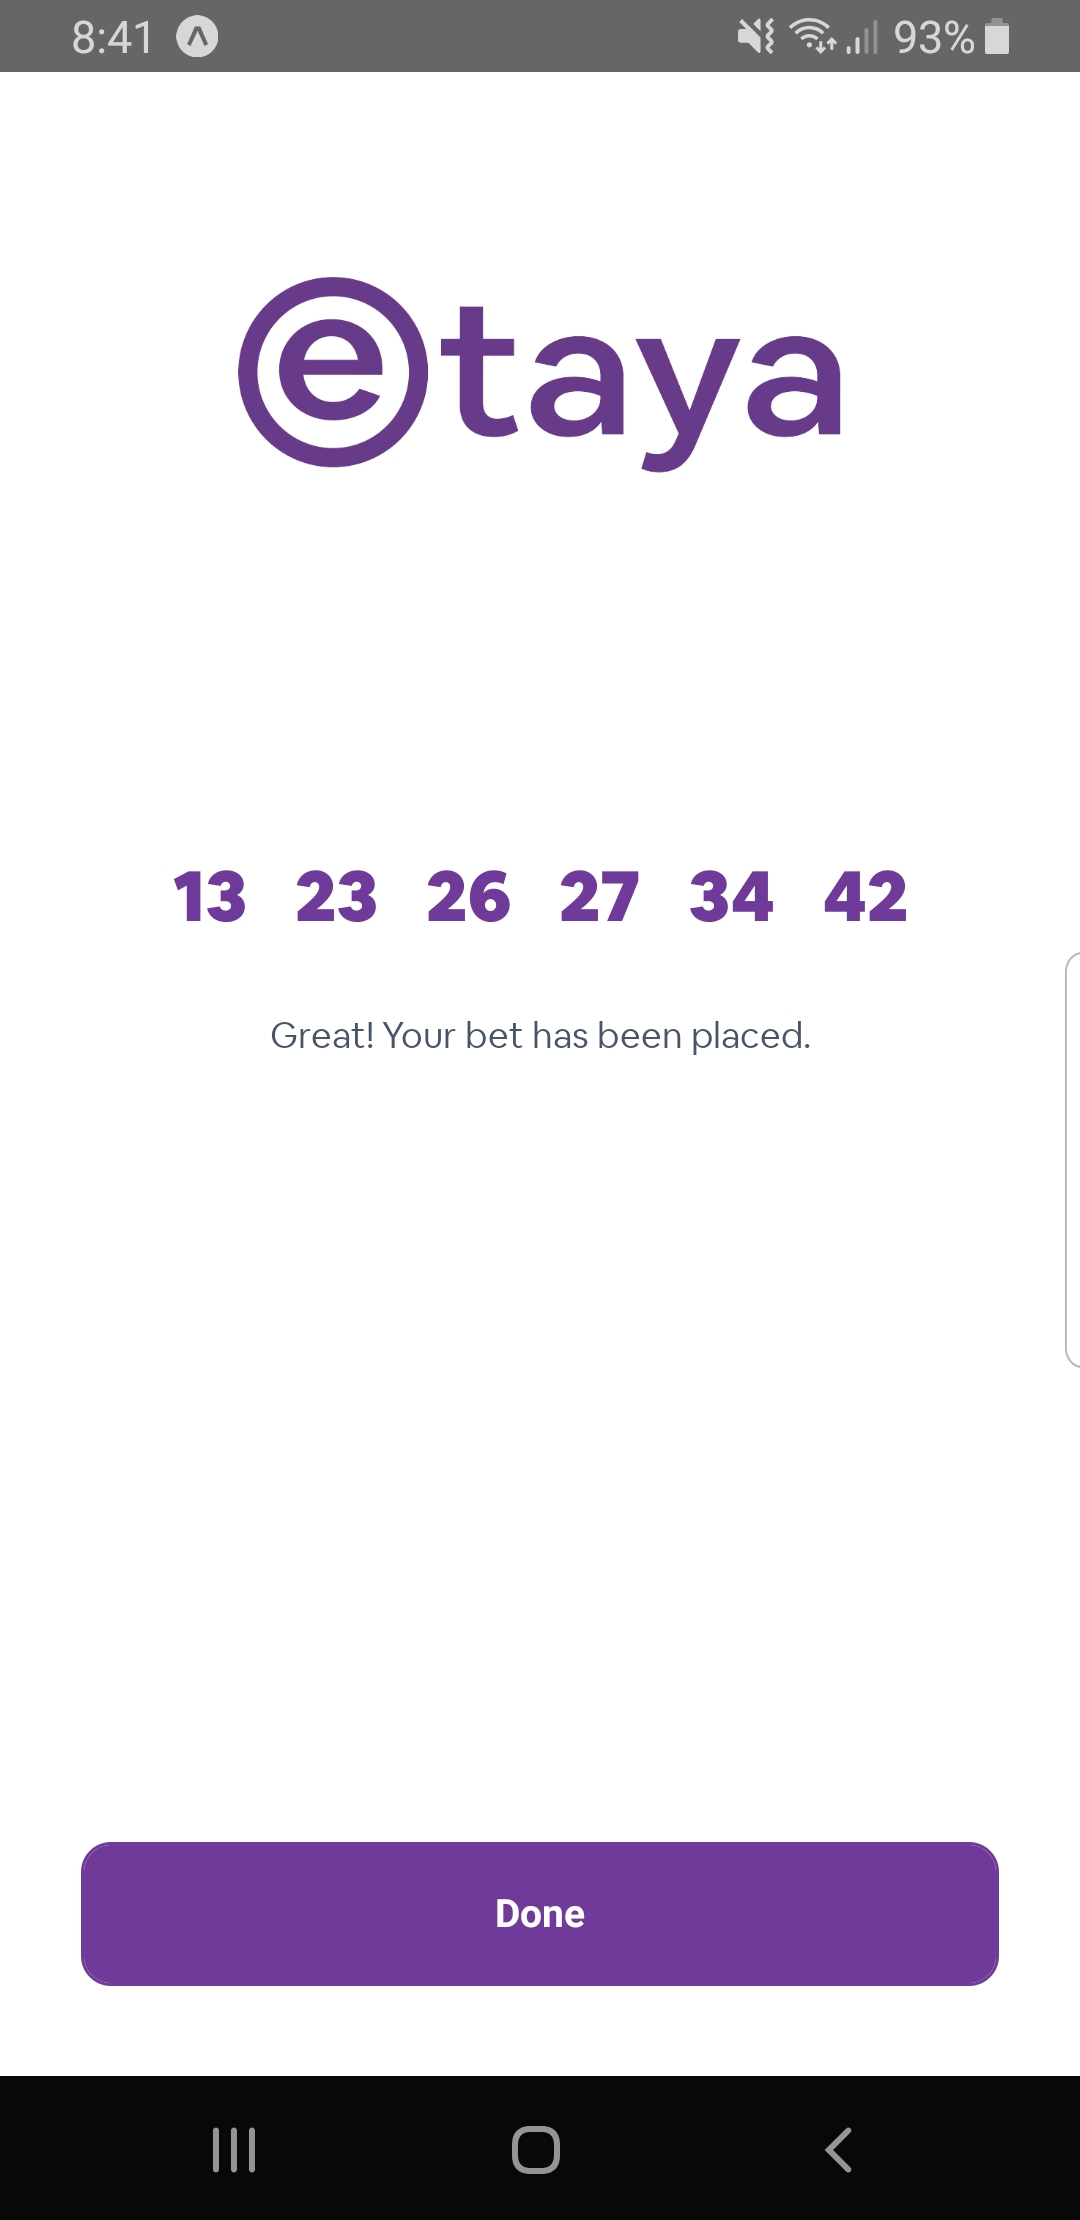 8:41 93%
etaya
13 23 26 27 34 42
Great! Your bet has been placed.
Done